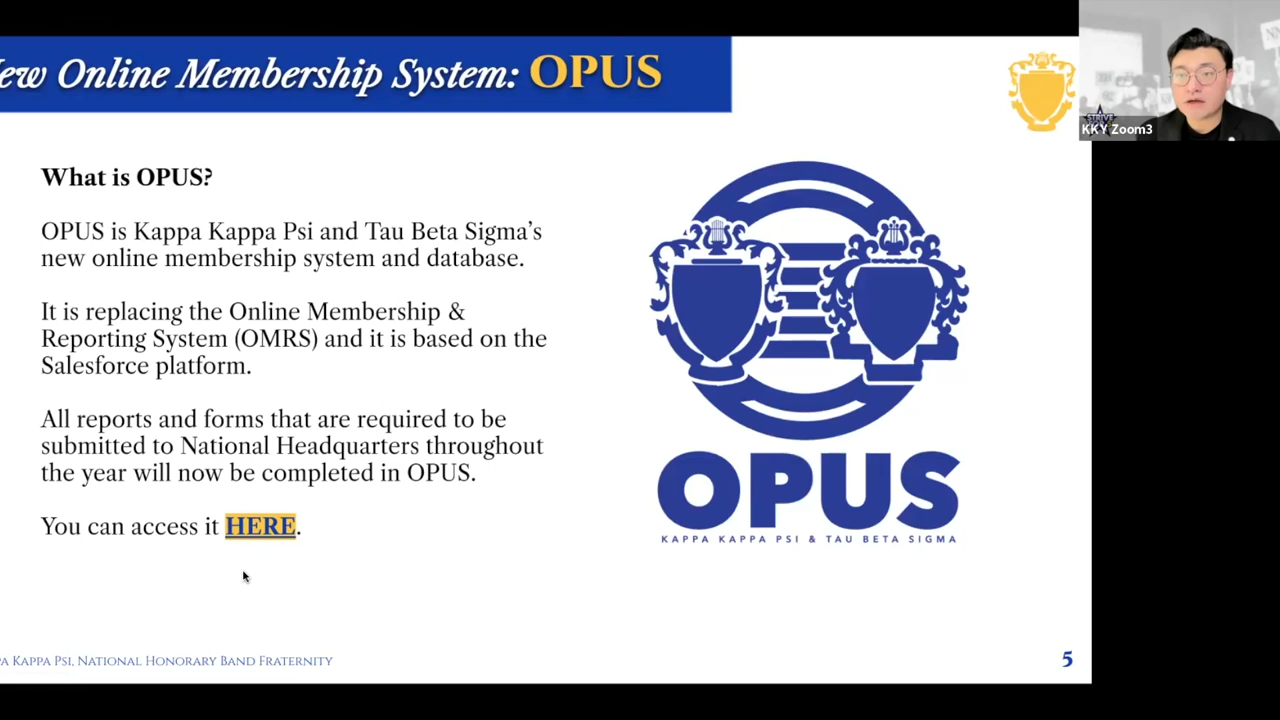 ew Online Membership System: OPUS
What is OPUS?
OPUS is Kappa Kappa Psi and Tau Beta Sigma's
new online membership system and database.
It is replacing the Online Membership &
Reporting System (OMRS) and it is based on the
Salesforce platform.
All reports and forms that are required to be
submitted to National Headquarters throughout
the year will now be completed in OPUS.
You can access it HERE.
OPUS
KAPPA KAPPA PSI & TAU BETA SIGMA
STRIVE
KKY Zoom3
A KAPPA KAPPA PSI, NATIONAL HONORARY BAND FRATERNITY
5